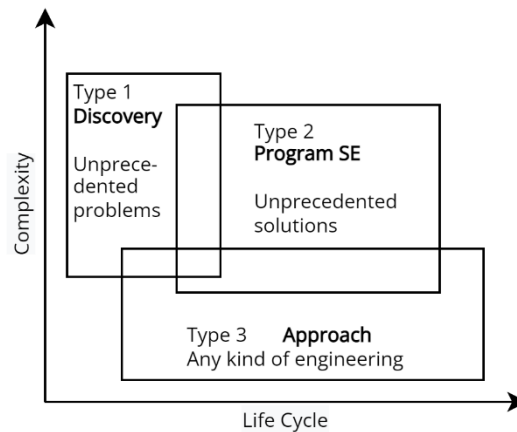 Type 1
Discovery
Unprece-
dented
problems
Type 2
Program SE
Unprecedented
solutions
Type 3 Approach
Any kind of engineering
Complexity
Life Cycle